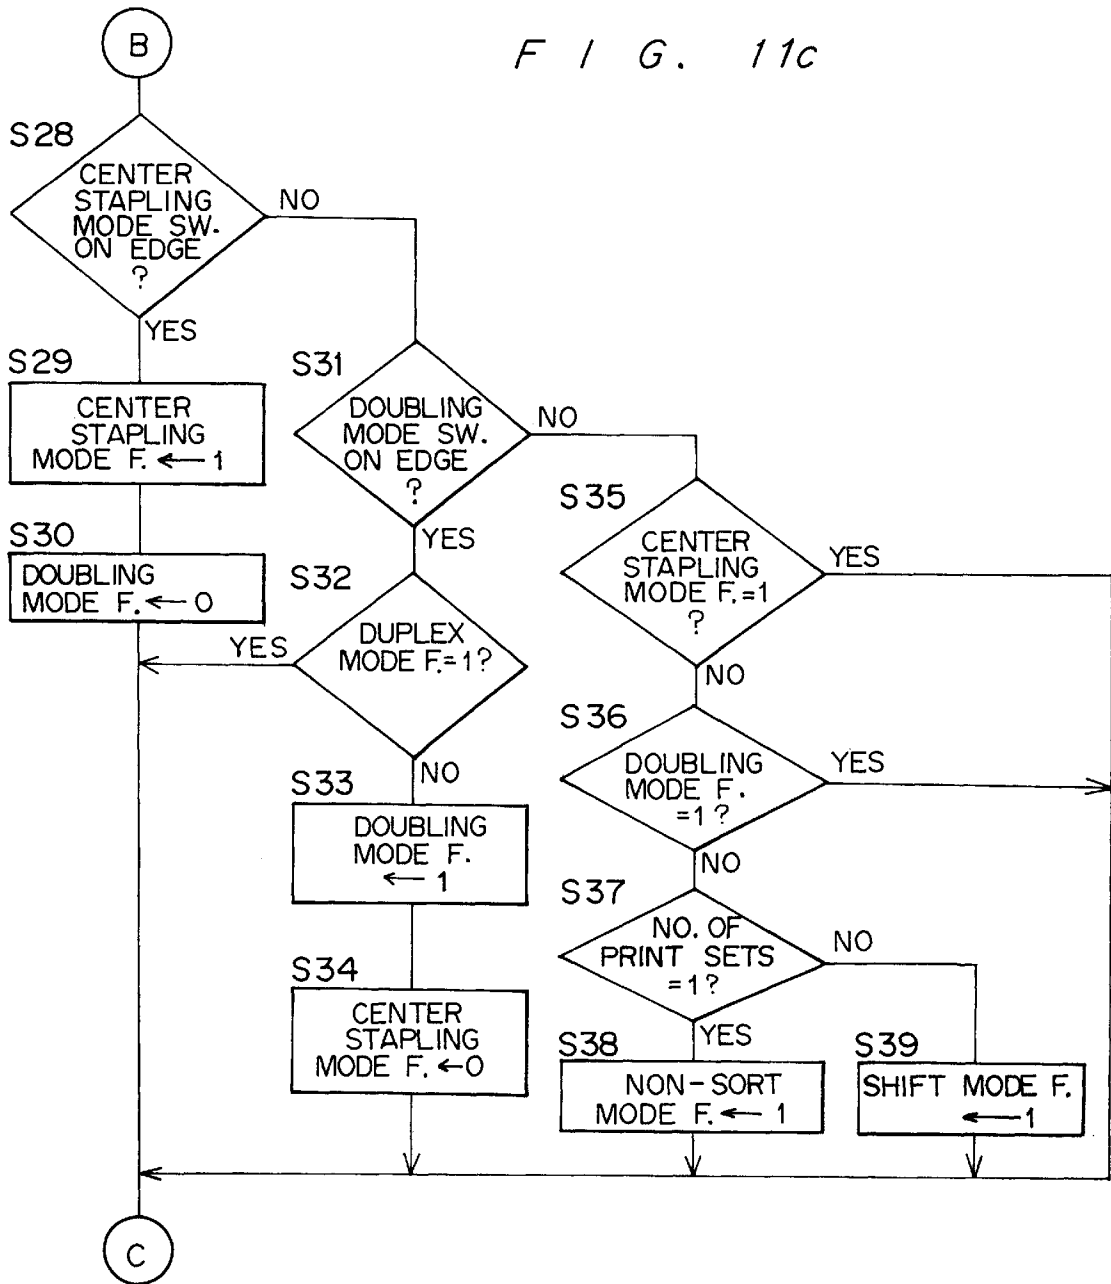 FIG. 11c
B
S28
CENTER
STAPLING
MODE SW.
ON EDGE
?
NO
YES
S29
CENTER
STAPLING
MODE F. ← 1
S30
DOUBLING
MODE F. ← 0
S31
DOUBLING
MODE SW.
ON EDGE
?
NO
YES
S32
DUPLEX
MODE F.=1?
YES
NO
S33
DOUBLING
MODE F.
← 1
S34
CENTER
STAPLING
MODE F. ←0
S35
CENTER
STAPLING
MODE F.=1
?
YES
NO
S36
DOUBLING
MODE F.
=1?
YES
NO
S37
NO. OF
PRINT SETS
=1?
NO
YES
S38
NON-SORT
MODE F. ← 1
S39
SHIFT MODE F.
← 1
C